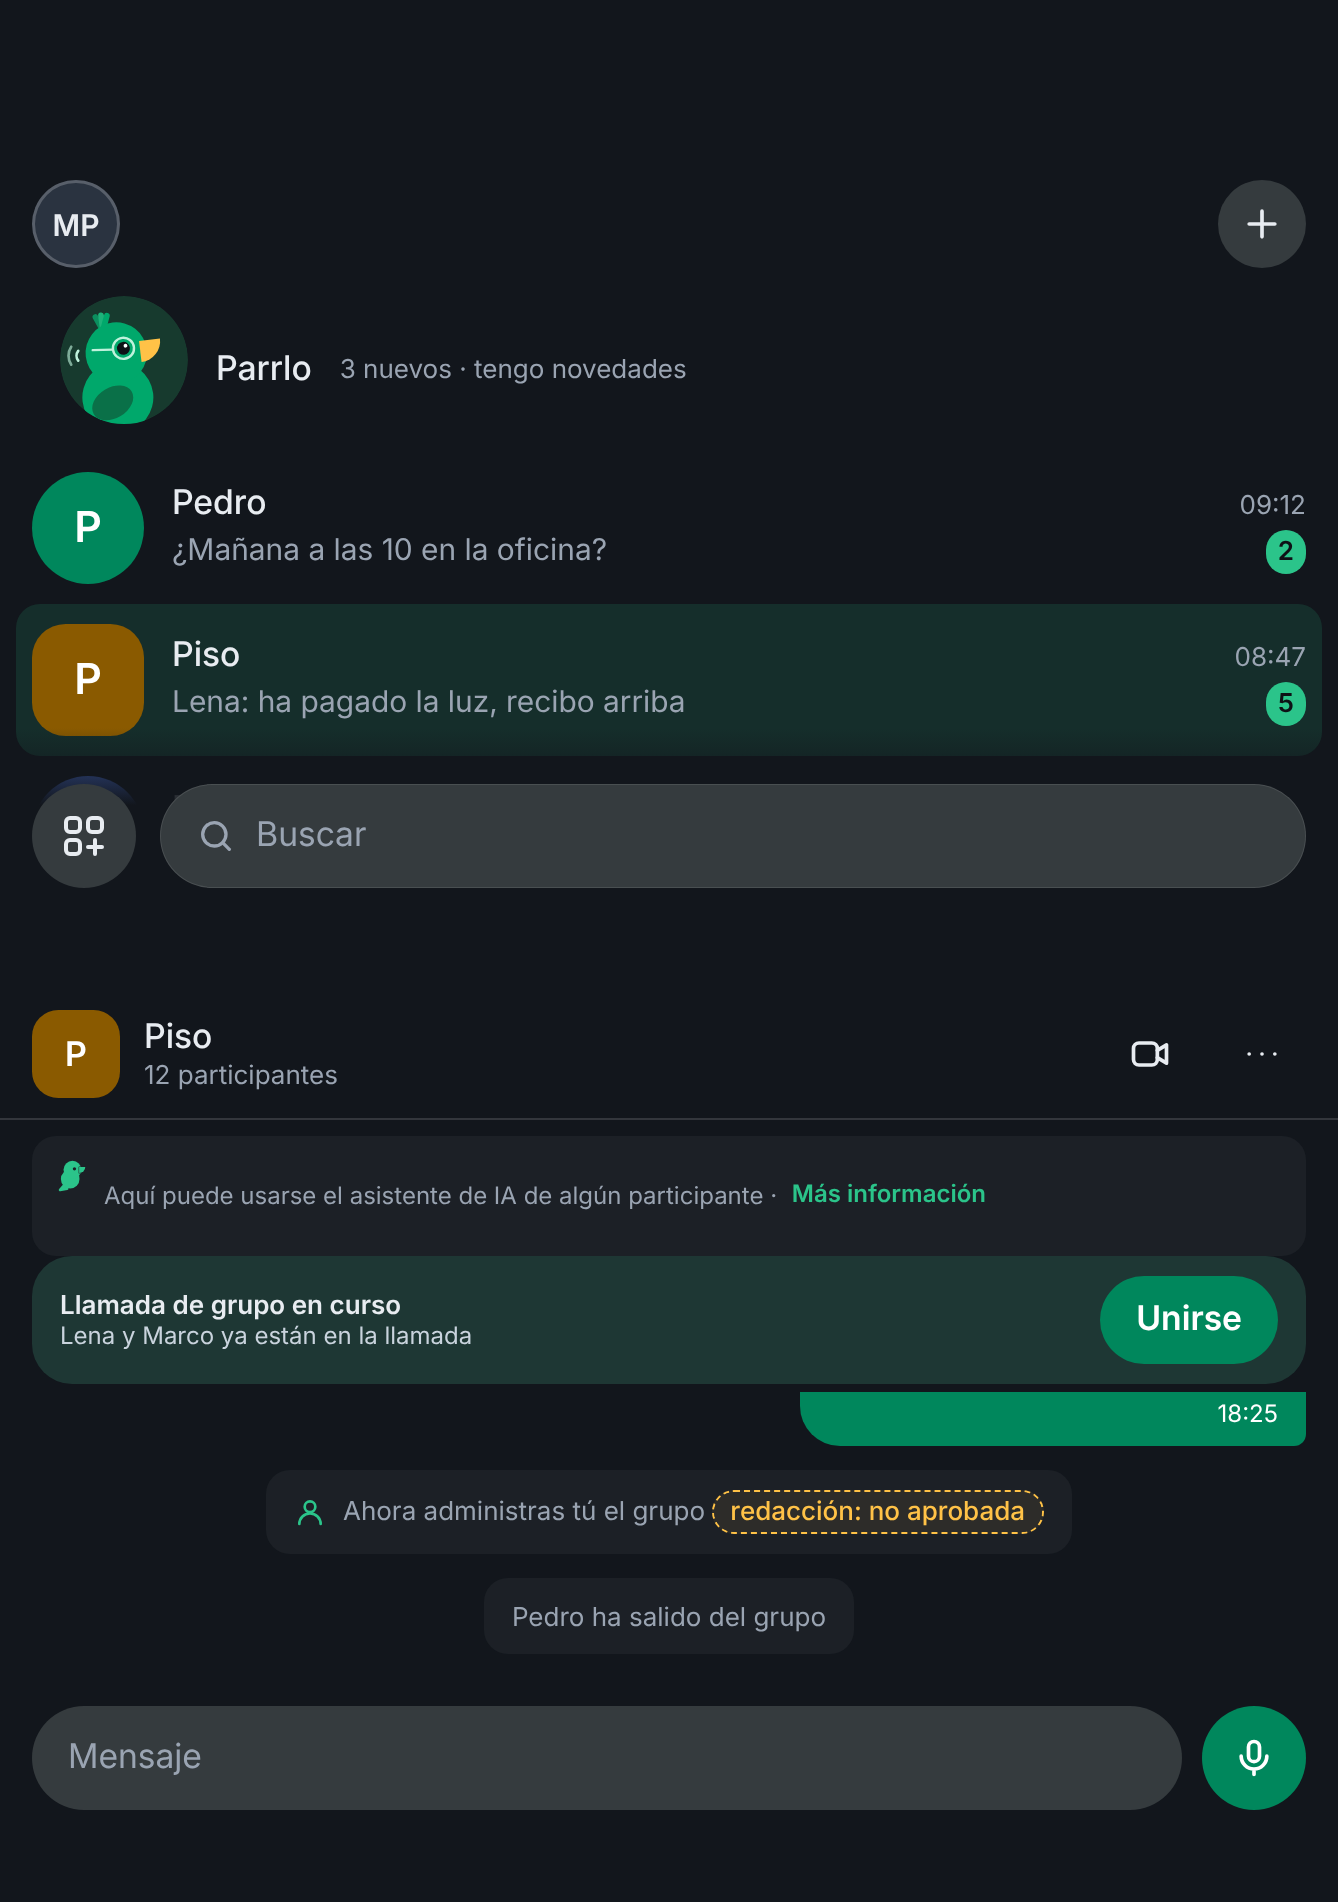 MP
Parrlo 3 nuevos · tengo novedades
P
Pedro
09:12
¿Mañana a las 10 en la oficina?
2
P
Piso
08:47
Lena: ha pagado la luz, recibo arriba
5
Buscar
P
Piso
12 participantes
Aquí puede usarse el asistente de IA de algún participante · Más información
Llamada de grupo en curso
Lena y Marco ya están en la llamada
Unirse
18:25
Ahora administras tú el grupo redacción: no aprobada
Pedro ha salido del grupo
Mensaje